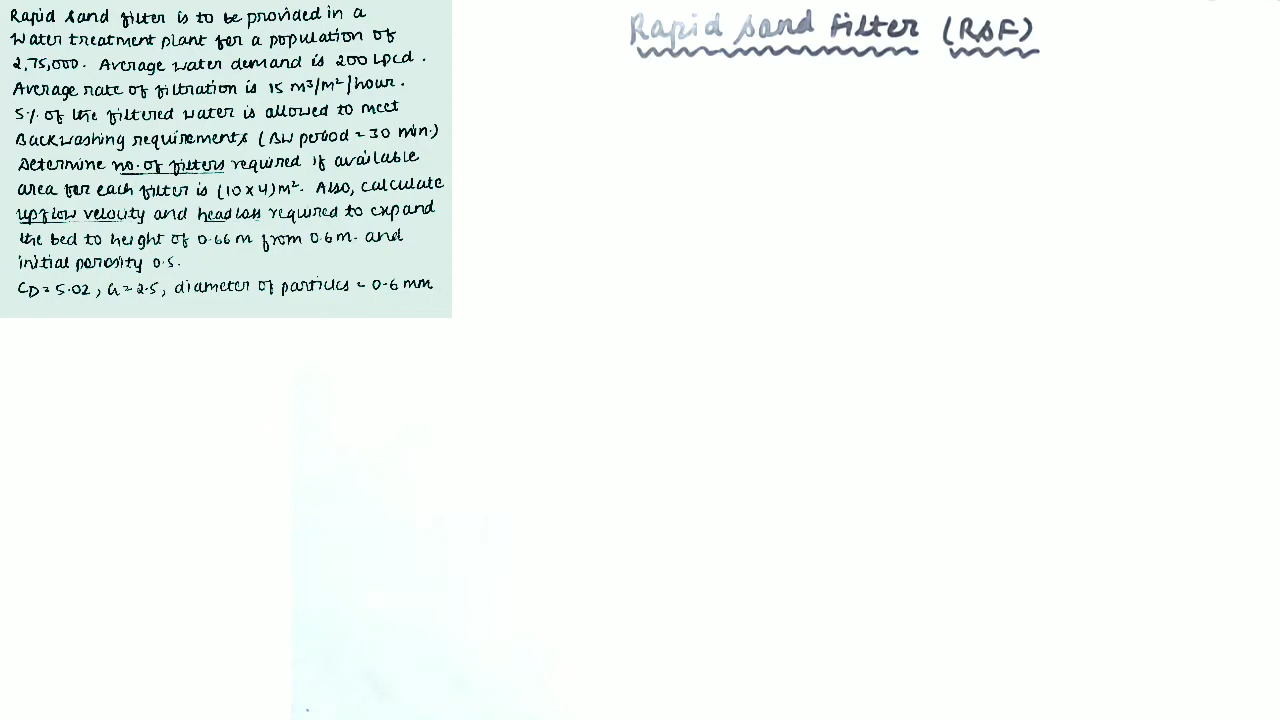 Rapid Sand Filter (RSF)
Rapid Sand filter is to be provided in a
Water treatment plant for a population of
2,75,000. Average water demand is 200 LPCd.
Average rate of filtration is 15 m³/m²/hour.
5% of the filtered water is allowed to meet
Backwashing requirements (BW period = 30 min.)
Determine no. of filters required if available
area for each filter is (10 x 4)m². Also, calculate
upflow velocity and headloss required to expand
the bed to height of 0.66 m from 0.6 m. and
initial porosity 0.5.
CD = 5.02, G = 2.5, diameter of particles = 0.6 mm